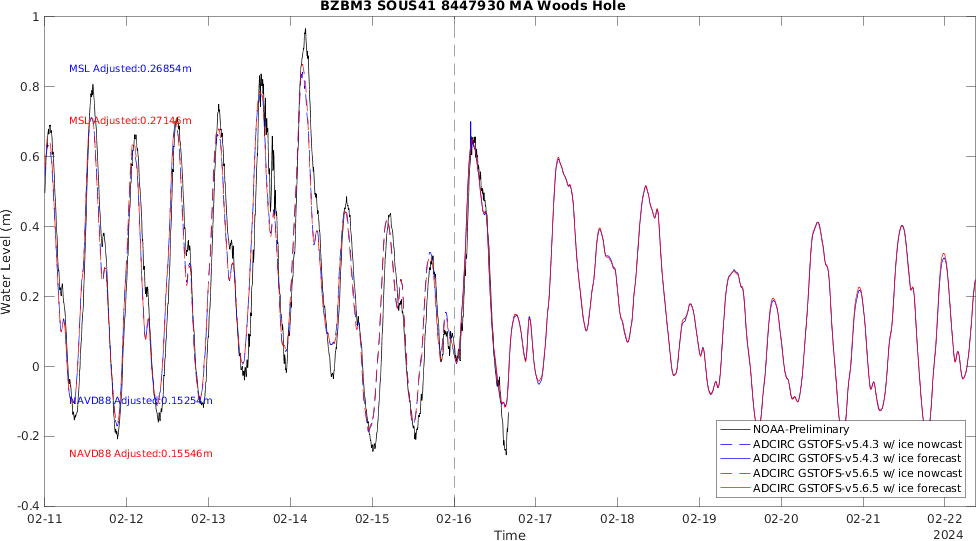 BZBM3 SOUS41 8447930 MA Woods Hole
Water Level (m)
1
0.8
0.6
0.4
0.2
0
-0.2
-0.4
MSL Adjusted:0.26854m
MSL Adjusted:0.27146m
NAVD88 Adjusted:0.15254m
NAVD88 Adjusted:0.15546m
NOAA-Preliminary
ADCIRC GSTOFS-v5.4.3 w/ ice nowcast
ADCIRC GSTOFS-v5.4.3 w/ ice forecast
ADCIRC GSTOFS-v5.6.5 w/ ice nowcast
ADCIRC GSTOFS-v5.6.5 w/ ice forecast
02-11 02-12 02-13 02-14 02-15 02-16 02-17 02-18 02-19 02-20 02-21 02-22
2024
Time